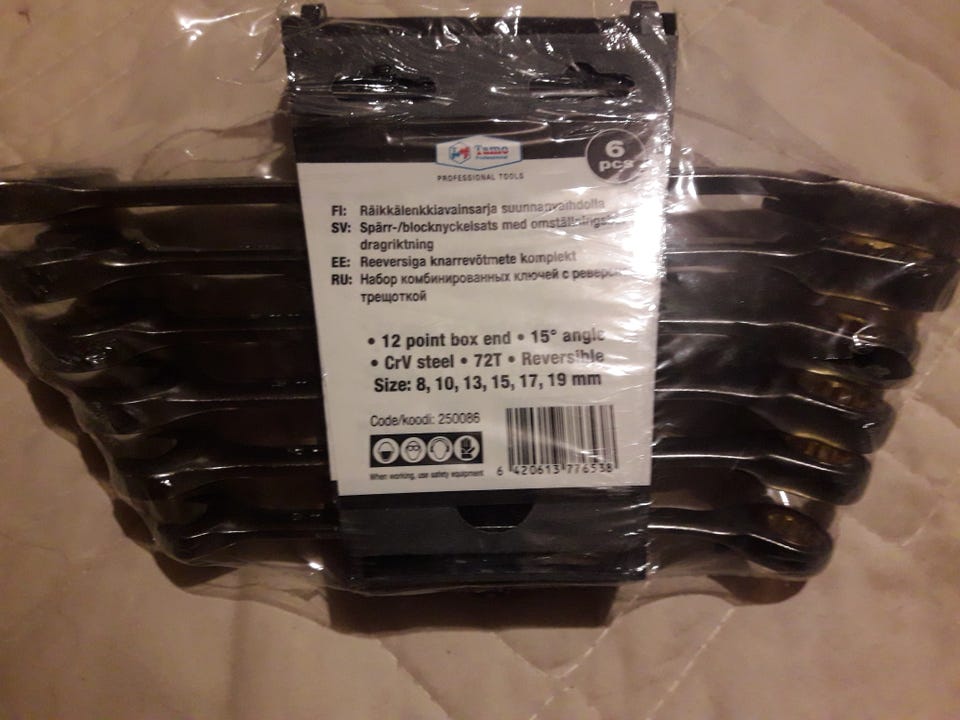 Tamo
Professional
PROFESSIONAL TOOLS
6
pcs
FI: Räikkälenkkiavainsarja suunnanvaihdolla
SV: Spärr-/blocknyckelsats med
dragriktning
EE: Reeversiga knarrevõtmete komplekt
RU: Набор комбинированных ключей с
трещоткой
• 12 point box end • 15° angle
• CrV steel • 72T • Reversible
Size: 8, 10, 13, 15, 17, 19 mm
Code/koodi: 250086
When working, use safety equipment
6 420613 776538